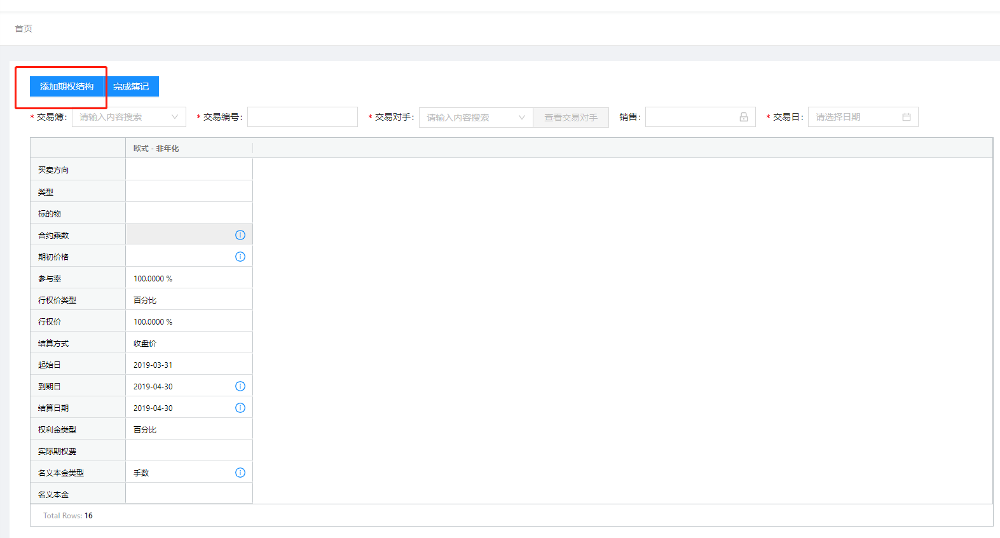 首页
添加期权结构 完成簿记
* 交易簿: 请输入内容搜索 * 交易编号: * 交易对手: 请输入内容搜索 查看交易对手 销售: * 交易日: 请选择日期
欧式 - 非年化
买卖方向
类型
标的物
合约乘数
期初价格
参与率 100.0000 %
行权价类型 百分比
行权价 100.0000 %
结算方式 收盘价
起始日 2019-03-31
到期日 2019-04-30
结算日期 2019-04-30
权利金类型 百分比
实际期权费
名义本金类型 手数
名义本金
Total Rows: 16